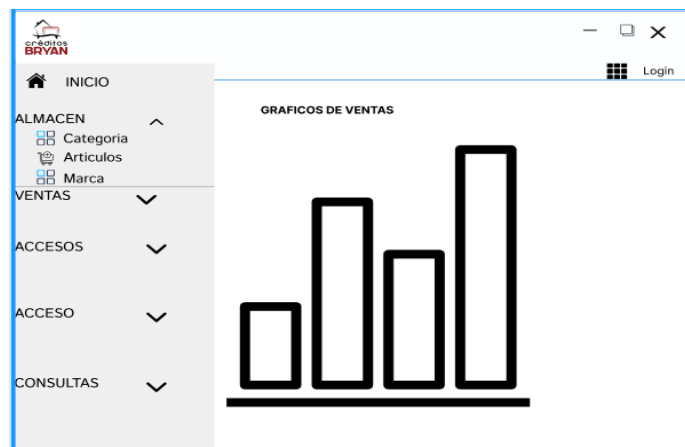 créditos
BRYAN
Login
INICIO
GRAFICOS DE VENTAS
ALMACEN
Categoria
Articulos
Marca
VENTAS
ACCESOS
ACCESO
CONSULTAS